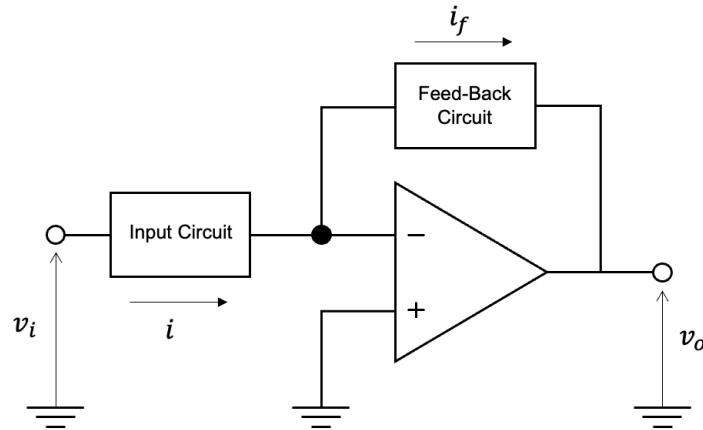 i_f
Feed-Back
Circuit
Input Circuit
−
+
v_i
i
v_o